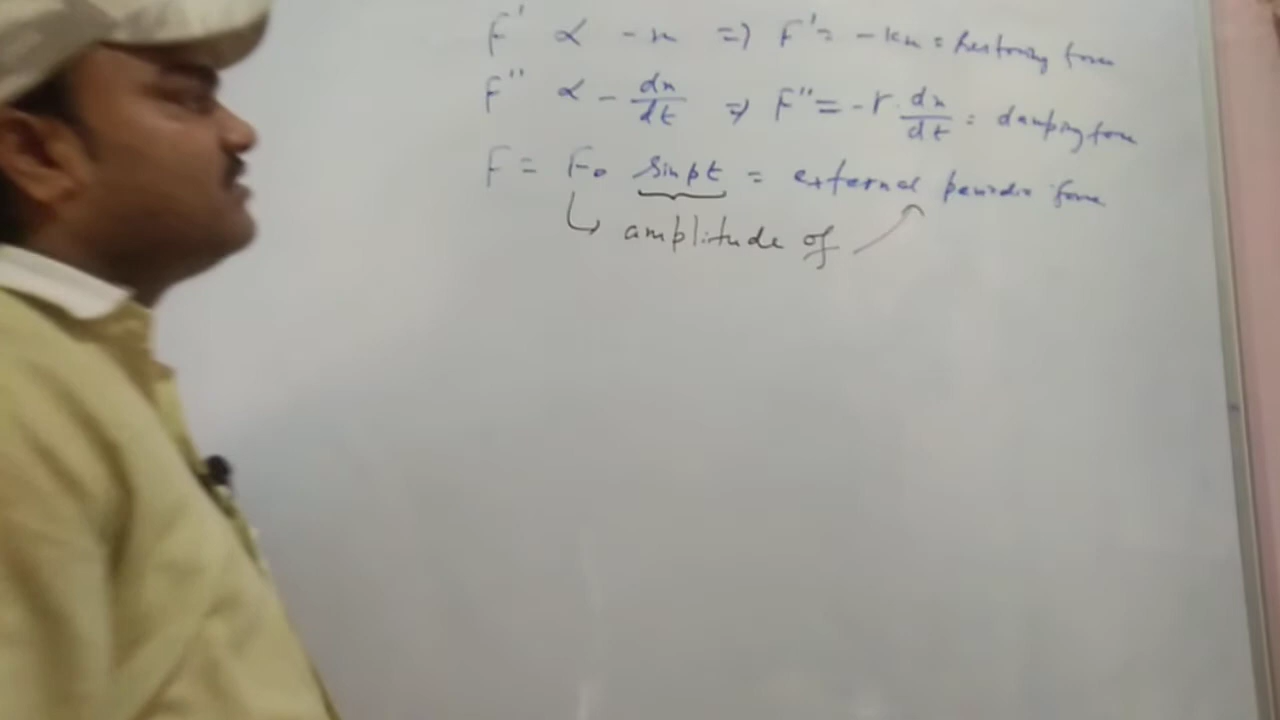 F' ∝ - x => F' = - kx = Restoring force
F'' ∝ - dx/dt => F'' = - r . dx/dt = damping force
F = F₀ sin pt = external periodic force
↳ amplitude of ↗